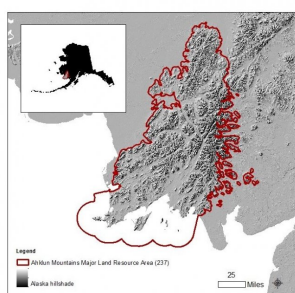 Legend
Ahklun Mountains Major Land Resource Area (237)
Alaska hillshade
25
Miles